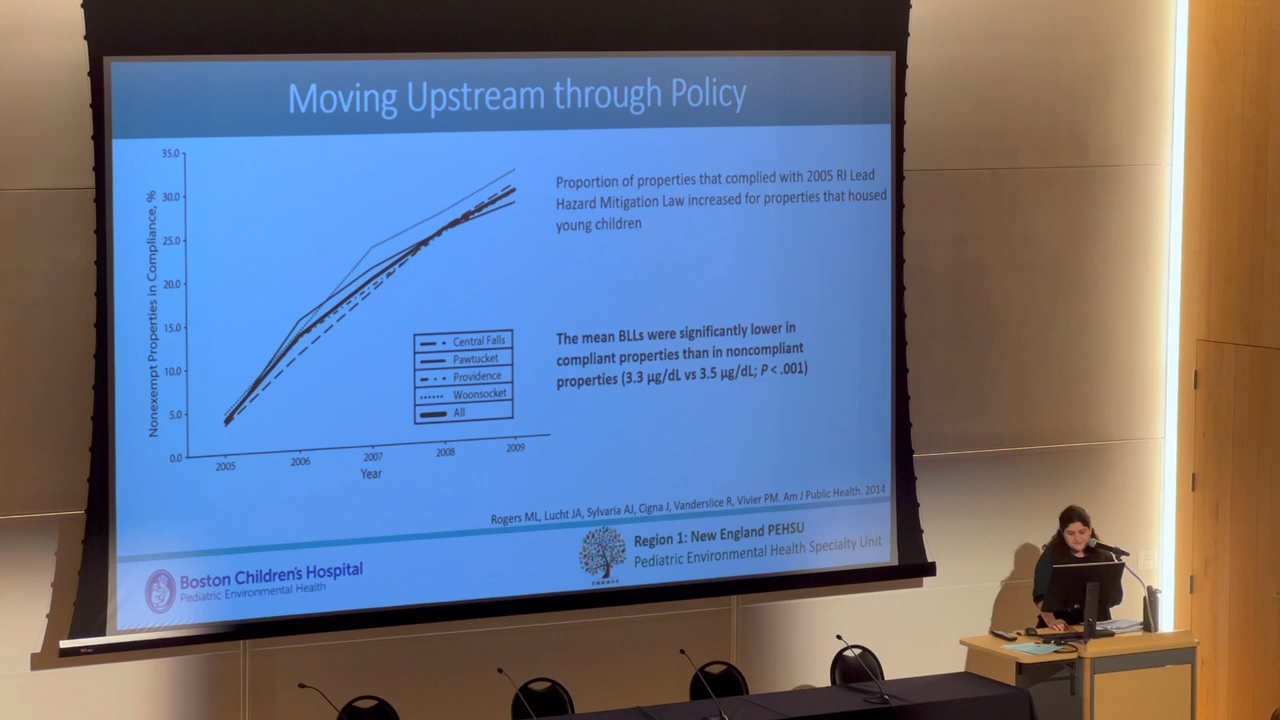 Moving Upstream through Policy
Nonexempt Properties in Compliance, %
35.0
30.0
25.0
20.0
15.0
10.0
5.0
0.0
2005
2006
2007
2008
2009
Year
Central Falls
Pawtucket
Providence
Woonsocket
All
Proportion of properties that complied with 2005 RI Lead
Hazard Mitigation Law increased for properties that housed
young children
The mean BLLs were significantly lower in
compliant properties than in noncompliant
properties (3.3 µg/dL vs 3.5 µg/dL; P < .001)
Rogers ML, Lucht JA, Sylvaria AJ, Cigna J, Vanderslice R, Vivier PM. Am J Public Health. 2014
Boston Children's Hospital
Pediatric Environmental Health
Region 1: New England PEHSU
Pediatric Environmental Health Specialty Unit